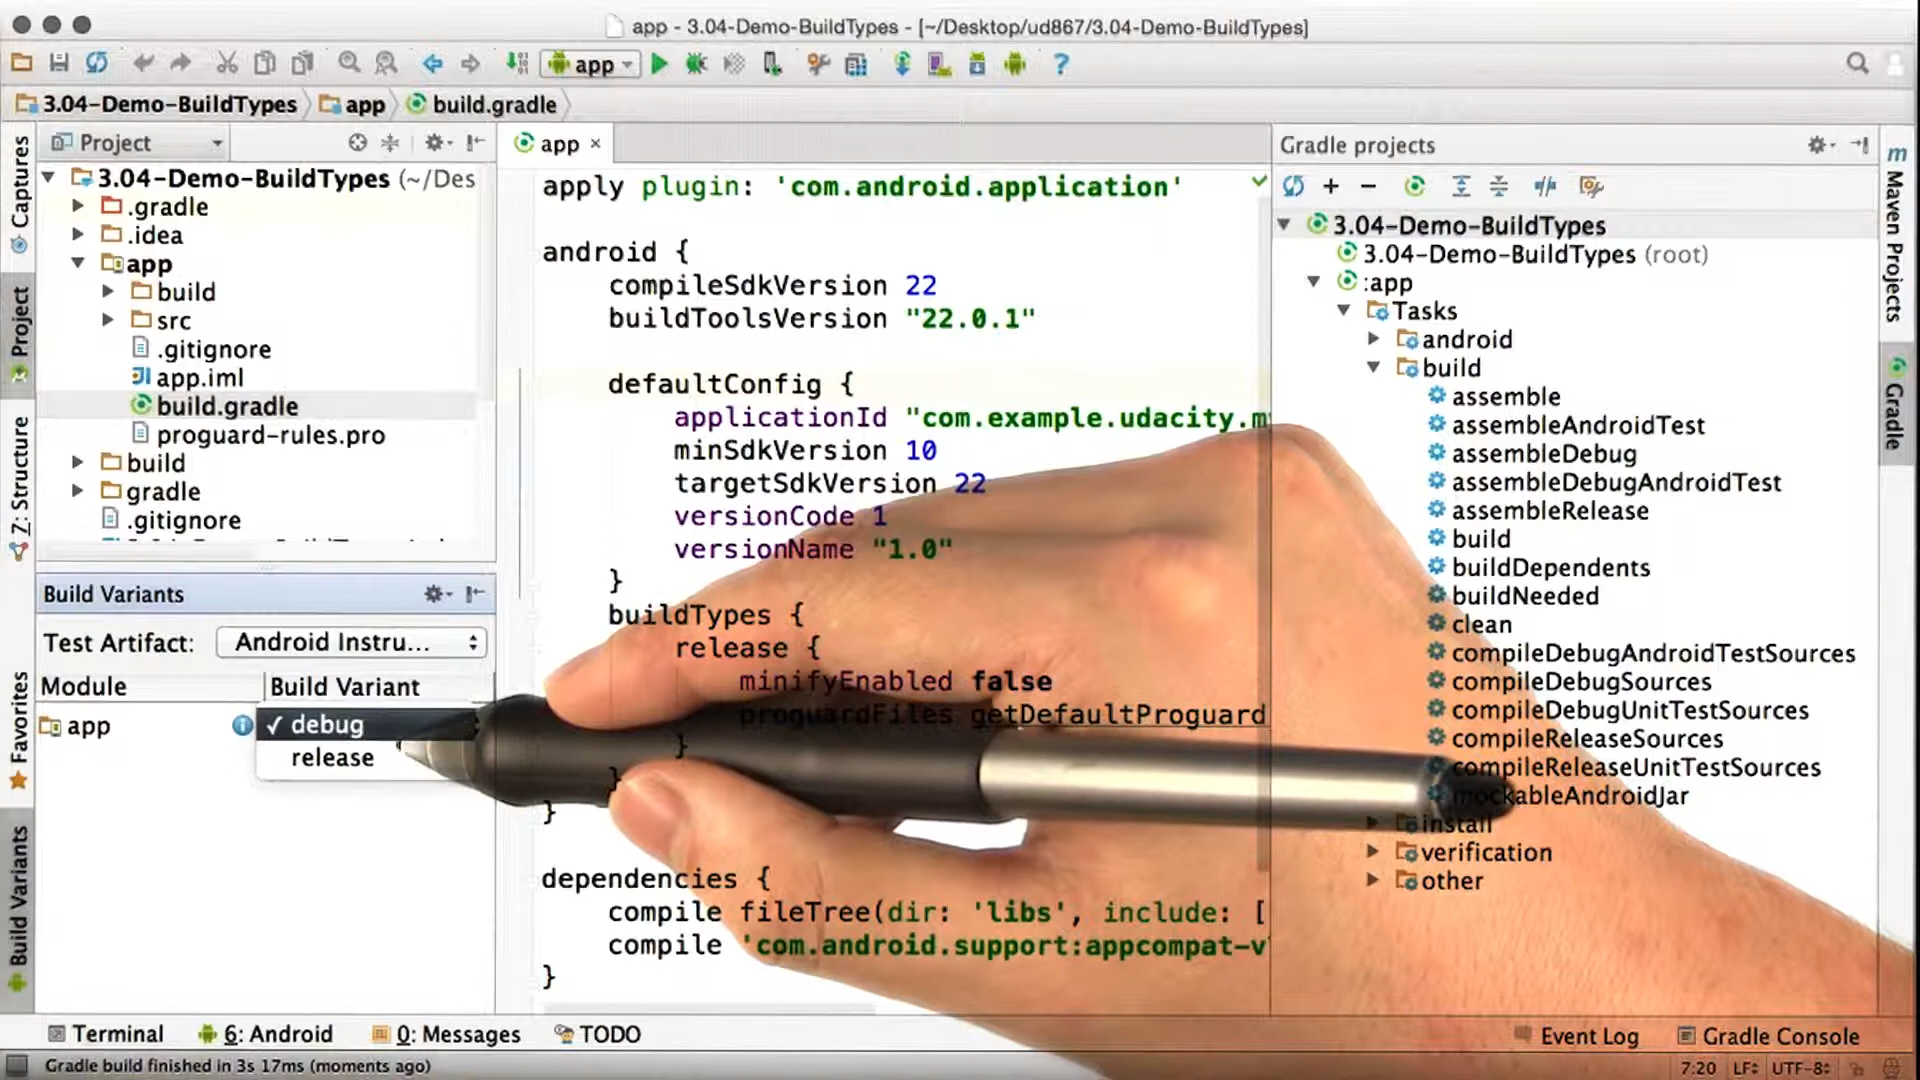 app - 3.04-Demo-BuildTypes - [~/Desktop/ud867/3.04-Demo-BuildTypes]
app
3.04-Demo-BuildTypes
app
build.gradle
Captures
Project
Z: Structure
Favorites
Build Variants
Project
3.04-Demo-BuildTypes (~/Des
.gradle
.idea
app
build
src
.gitignore
app.iml
build.gradle
proguard-rules.pro
build
gradle
.gitignore
Build Variants
Test Artifact: Android Instru...
Module Build Variant
app ✓ debug
release
app
apply plugin: 'com.android.application'
android {
compileSdkVersion 22
buildToolsVersion "22.0.1"
defaultConfig {
applicationId "com.example.udacity.m
minSdkVersion 10
targetSdkVersion 22
versionCode 1
versionName "1.0"
}
buildTypes {
release {
minifyEnabled false
proguardFiles getDefaultProguard
}
}
}
dependencies {
compile fileTree(dir: 'libs', include: [
compile 'com.android.support:appcompat-v
}
Gradle projects
3.04-Demo-BuildTypes
3.04-Demo-BuildTypes (root)
:app
Tasks
android
build
assemble
assembleAndroidTest
assembleDebug
assembleDebugAndroidTest
assembleRelease
build
buildDependents
buildNeeded
clean
compileDebugAndroidTestSources
compileDebugSources
compileDebugUnitTestSources
compileReleaseSources
compileReleaseUnitTestSources
mockableAndroidJar
install
verification
other
m
Maven Projects
Gradle
Terminal
6: Android
0: Messages
TODO
Event Log
Gradle Console
Gradle build finished in 3s 17ms (moments ago)
7:20 LF÷ UTF-8÷